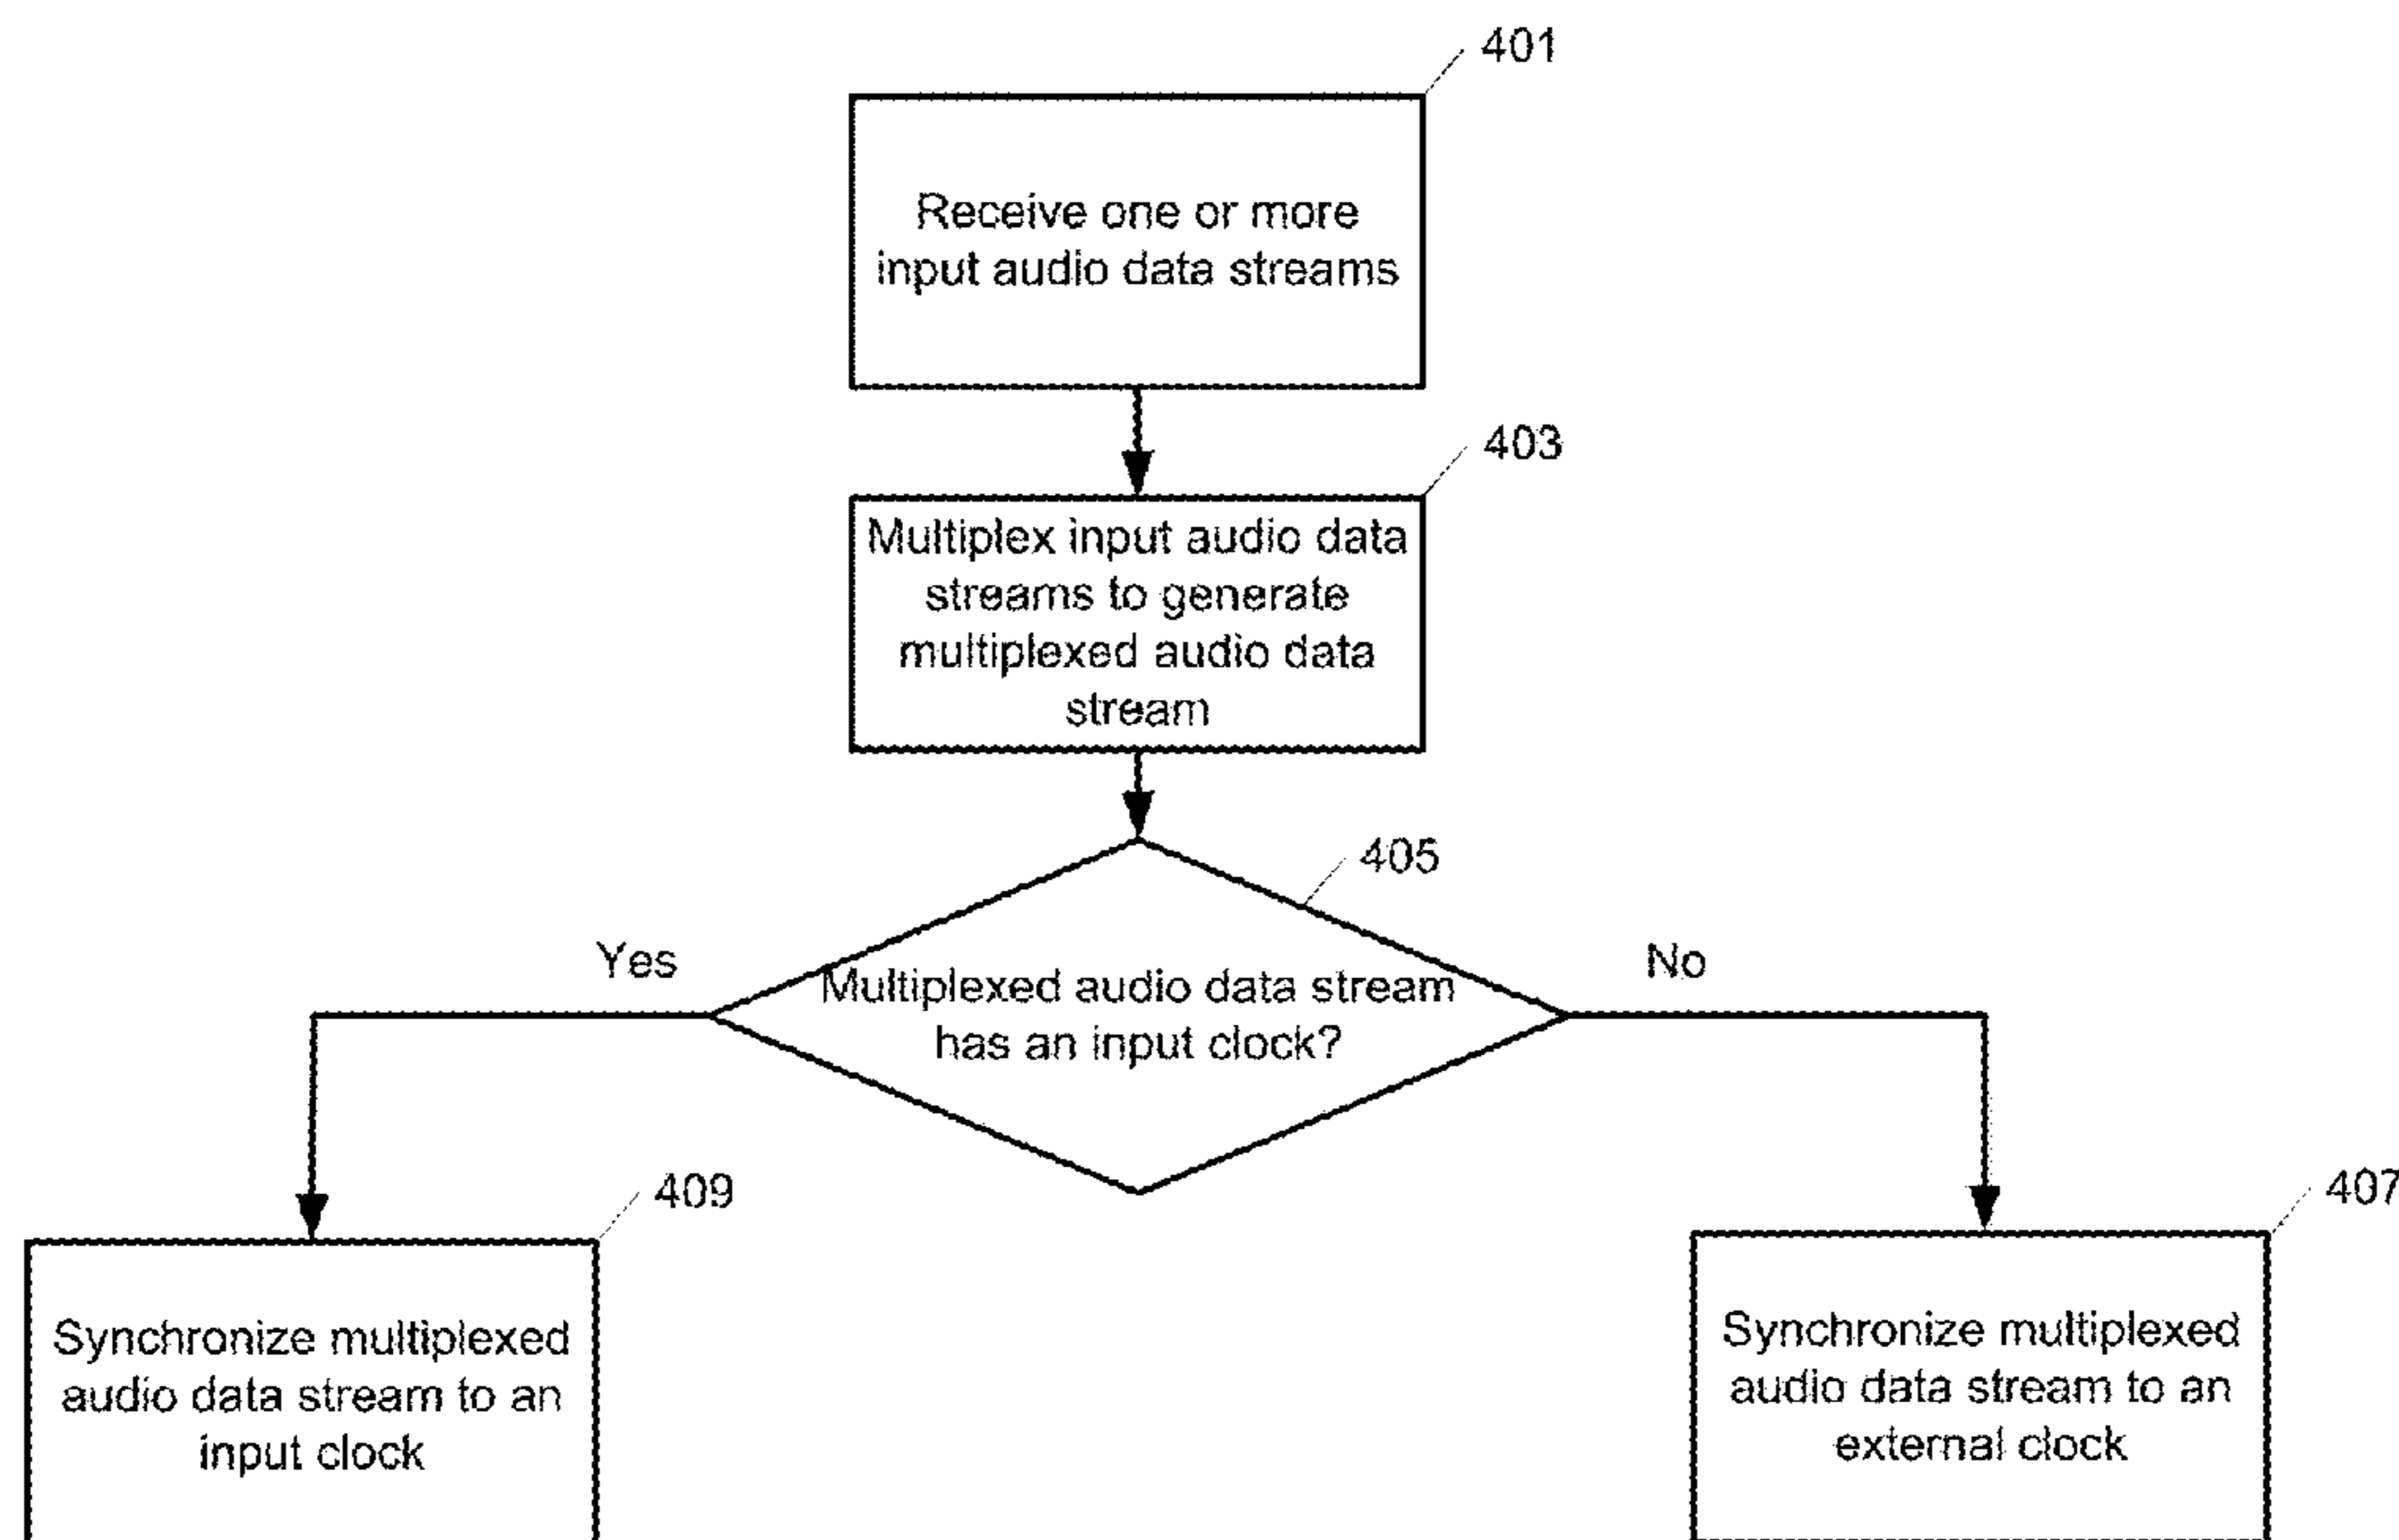 401
Receive one or more
input audio data streams
403
Multiplex input audio data
streams to generate
multiplexed audio data
stream
405
Yes
Multiplexed audio data stream
has an input clock?
No
409
Synchronize multiplexed
audio data stream to an
input clock
407
Synchronize multiplexed
audio data stream to an
external clock